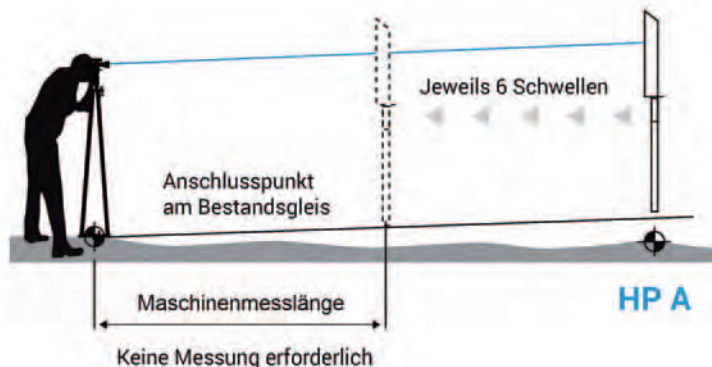 Jeweils 6 Schwellen
Anschlusspunkt
am Bestandsgleis
HP A
Maschinenmesslänge
Keine Messung erforderlich